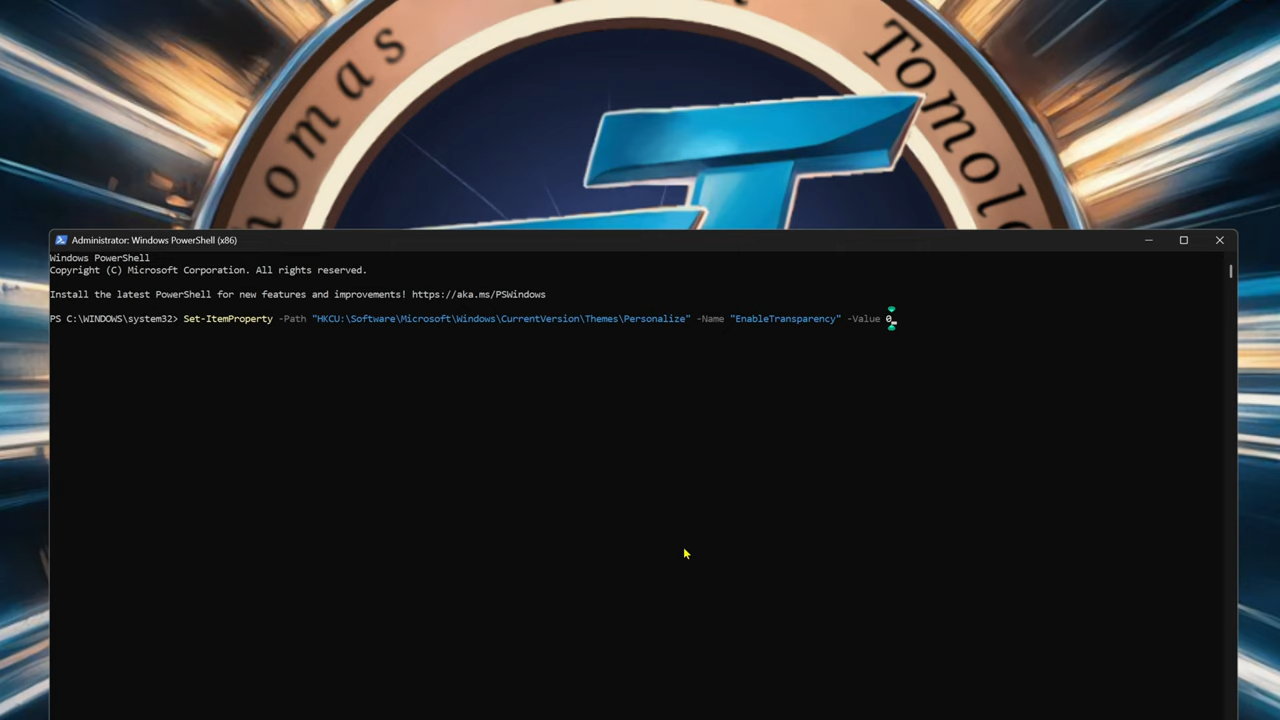 omas
Tomolo
Administrator: Windows PowerShell (x86)
Windows PowerShell
Copyright (C) Microsoft Corporation. All rights reserved.
Install the latest PowerShell for new features and improvements! https://aka.ms/PSWindows
PS C:\WINDOWS\system32> Set-ItemProperty -Path "HKCU:\Software\Microsoft\Windows\CurrentVersion\Themes\Personalize" -Name "EnableTransparency" -Value 0